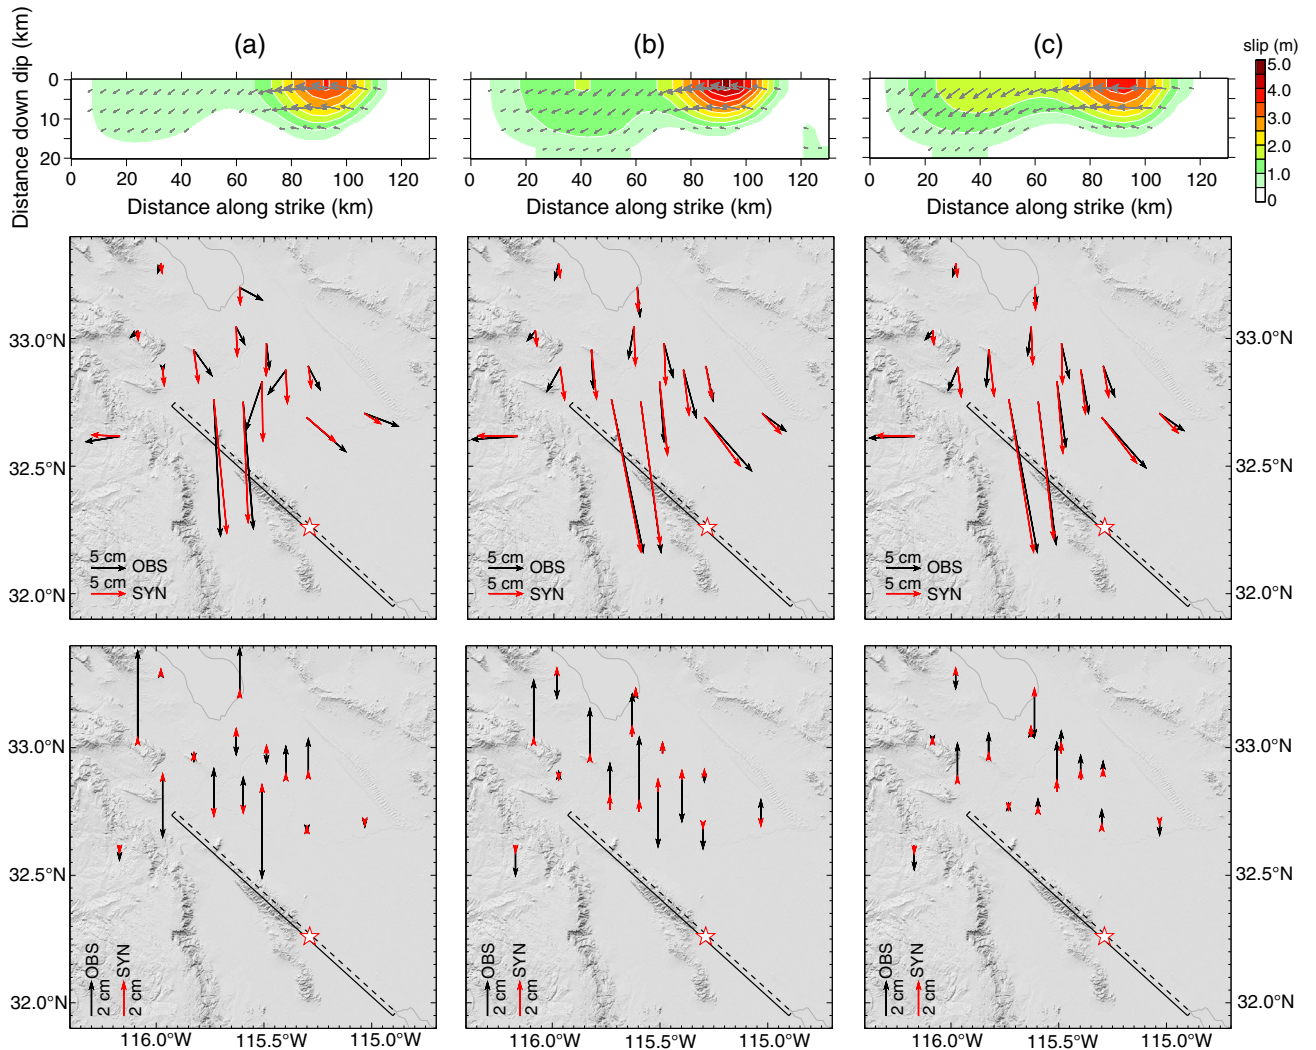 (a) (b) (c)
slip (m)
Distance down dip (km)
0
10
20
5.0
4.0
3.0
2.0
1.0
0
0 20 40 60 80 100 120
0 20 40 60 80 100 120
0 20 40 60 80 100 120
Distance along strike (km)
Distance along strike (km)
Distance along strike (km)
33.0°N
32.5°N
32.0°N
5 cm OBS
5 cm SYN
5 cm OBS
5 cm SYN
5 cm OBS
5 cm SYN
33.0°N
32.5°N
32.0°N
33.0°N
32.5°N
32.0°N
OBS
2 cm
SYN
2 cm
OBS
2 cm
SYN
2 cm
OBS
2 cm
SYN
2 cm
33.0°N
32.5°N
32.0°N
116.0°W 115.5°W 115.0°W
116.0°W 115.5°W 115.0°W
116.0°W 115.5°W 115.0°W